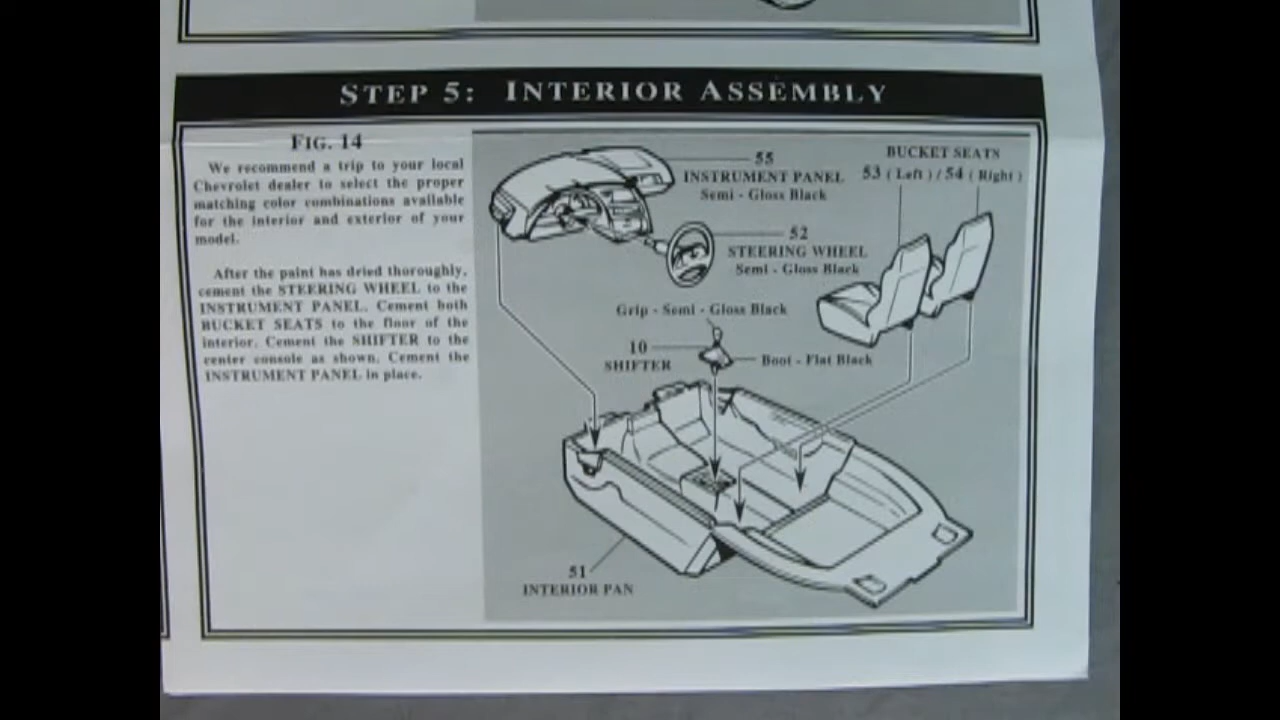 STEP 5: INTERIOR ASSEMBLY
FIG. 14
We recommend a trip to your local
Chevrolet dealer to select the proper
matching color combinations available
for the interior and exterior of your
model.
After the paint has dried thoroughly,
cement the STEERING WHEEL to the
INSTRUMENT PANEL. Cement both
BUCKET SEATS to the floor of the
interior. Cement the SHIFTER to the
center console as shown. Cement the
INSTRUMENT PANEL in place.
55
INSTRUMENT PANEL
Semi - Gloss Black
BUCKET SEATS
53 ( Left ) / 54 ( Right )
52
STEERING WHEEL
Semi - Gloss Black
Grip - Semi - Gloss Black
10
SHIFTER
Boot - Flat Black
51
INTERIOR PAN